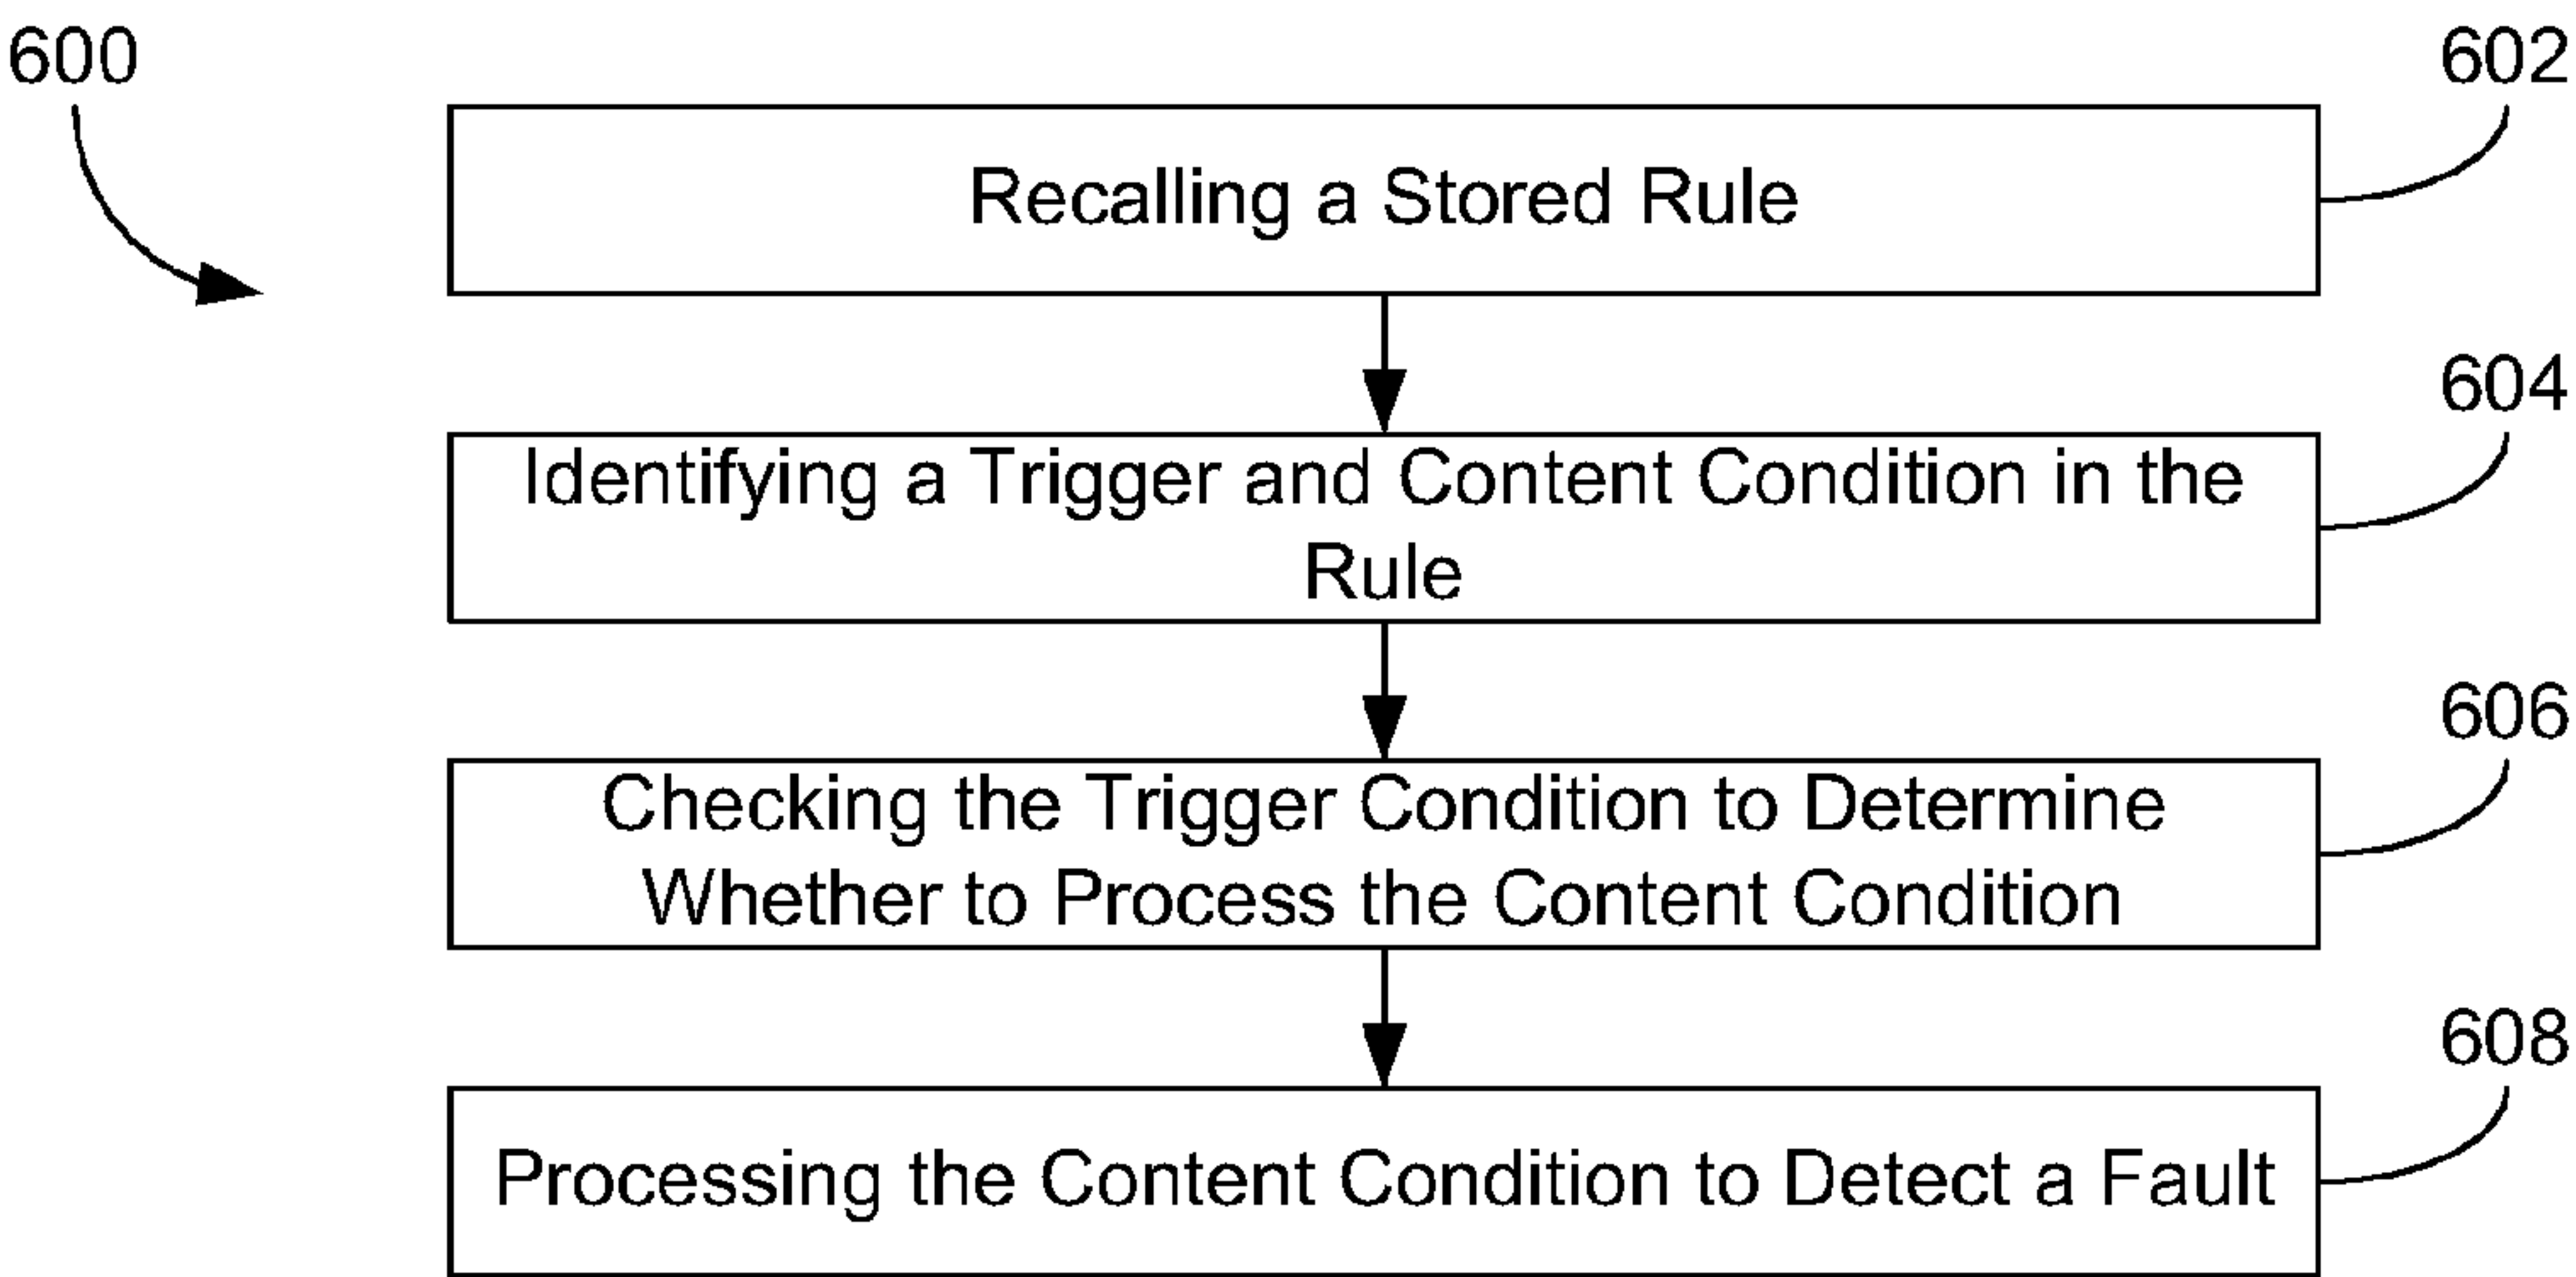 600
602
Recalling a Stored Rule
604
Identifying a Trigger and Content Condition in the
Rule
606
Checking the Trigger Condition to Determine
Whether to Process the Content Condition
608
Processing the Content Condition to Detect a Fault